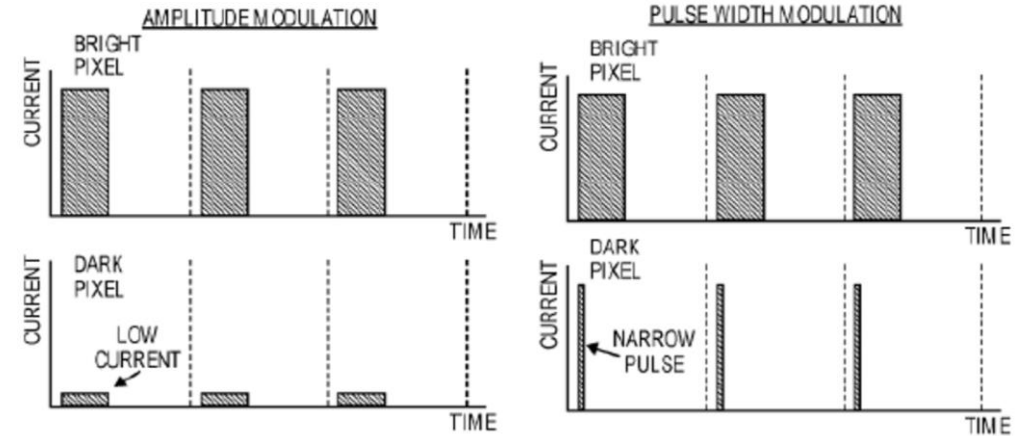 AMPLITUDE MODULATION
BRIGHT
PIXEL
CURRENT
TIME
DARK
PIXEL
CURRENT
LOW
CURRENT
TIME
PULSE WIDTH MODULATION
BRIGHT
PIXEL
CURRENT
TIME
DARK
PIXEL
CURRENT
NARROW
PULSE
TIME